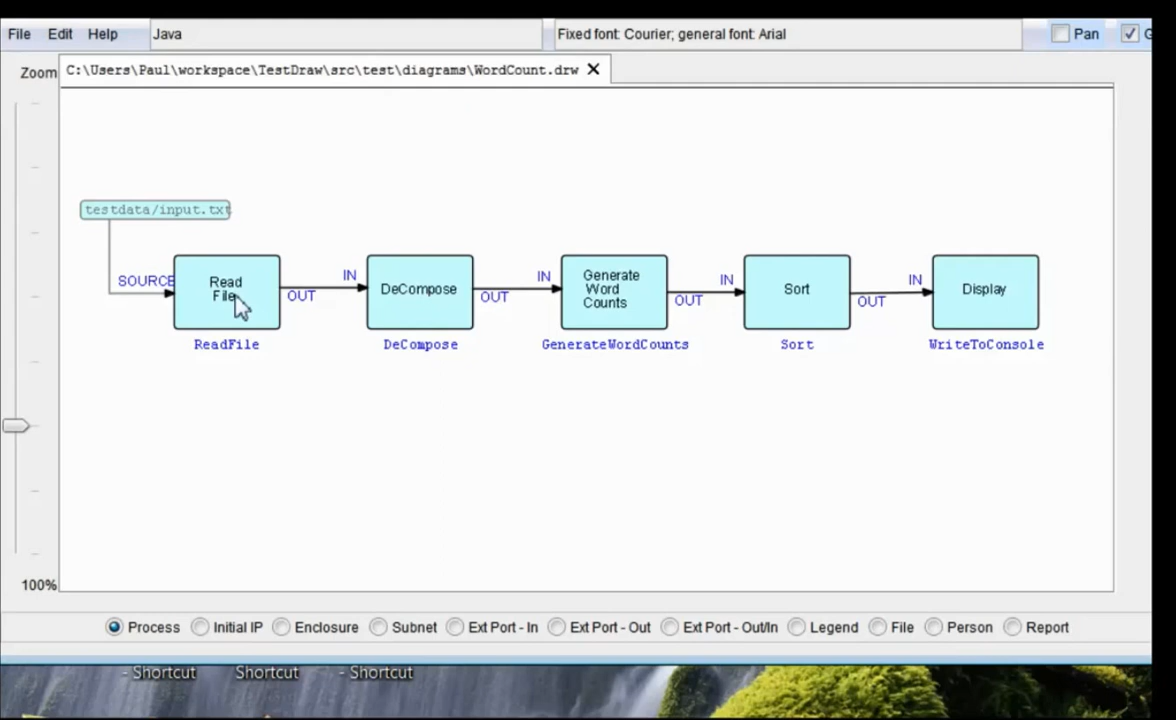 File Edit Help Java Fixed font: Courier; general font: Arial Pan
Zoom C:\Users\Paul\workspace\TestDraw\src\test\diagrams\WordCount.drw
testdata/input.txt
SOURCE
Read
File
OUT
ReadFile
IN
DeCompose
OUT
DeCompose
IN
Generate
Word
Counts
OUT
GenerateWordCounts
IN
Sort
OUT
Sort
IN
Display
WriteToConsole
100%
Process Initial IP Enclosure Subnet Ext Port - In Ext Port - Out Ext Port - Out/In Legend File Person Report
- Shortcut Shortcut - Shortcut